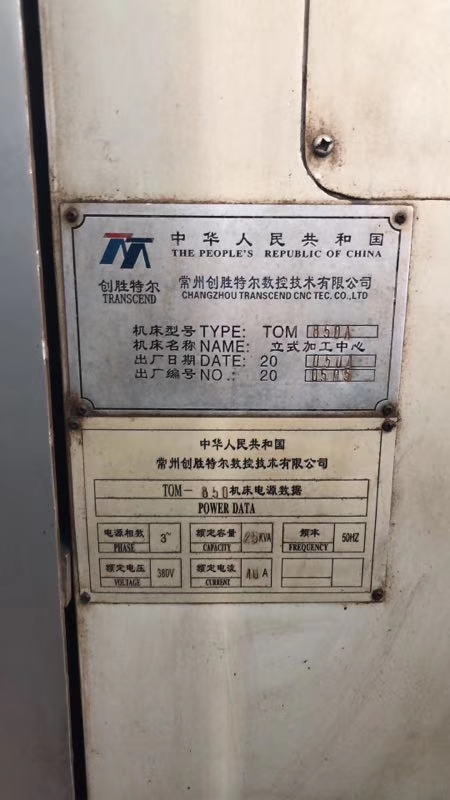 中华人民共和国
THE PEOPLE'S REPUBLIC OF CHINA
创胜特尔
TRANSCEND
常州创胜特尔数控技术有限公司
CHANGZHOU TRANSCEND CNC TEC. CO.,LTD
机床型号 TYPE: TOM 850A
机床名称 NAME: 立式加工中心
出厂日期 DATE: 20
出厂编号 NO.: 20
中华人民共和国
常州创胜特尔数控技术有限公司
TOM-850机床电源数据
POWER DATA
电源相数 PHASE 3~ 额定容量 CAPACITY 25KVA 频率 FREQUENCY 50HZ
额定电压 VOLTAGE 380V 额定电流 CURRENT 40A